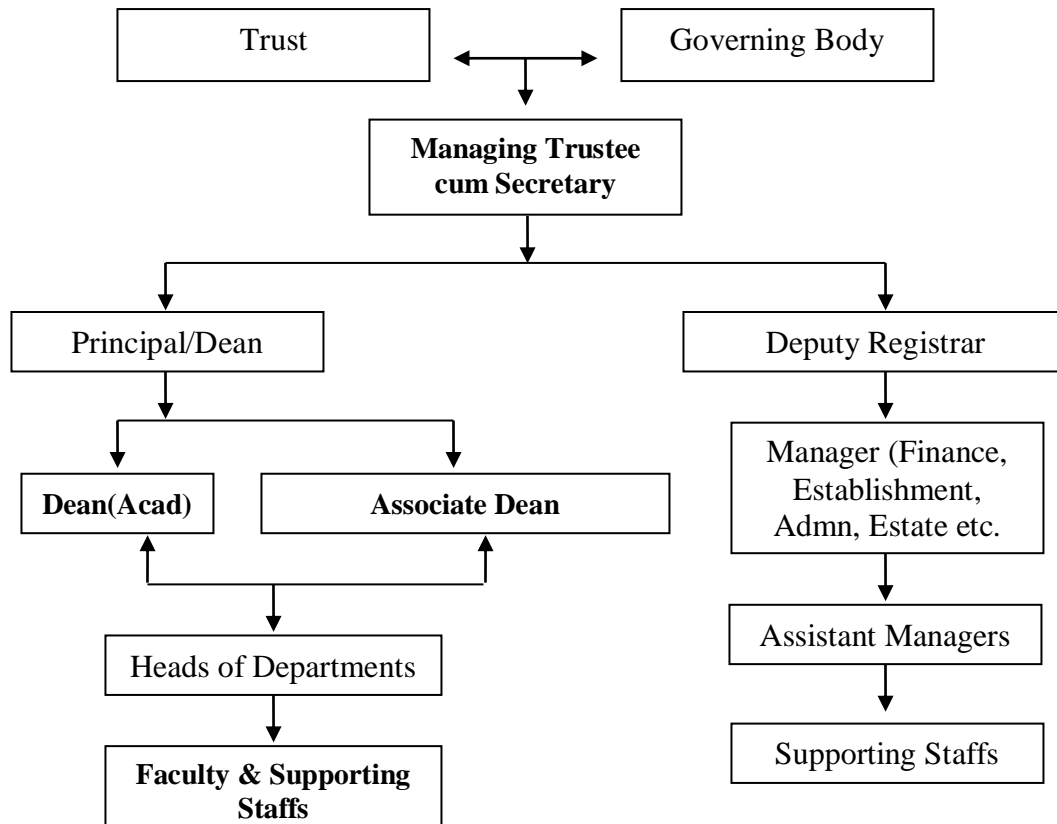 Trust
Governing Body
Managing Trustee
cum Secretary
Principal/Dean
Deputy Registrar
Dean(Acad)
Associate Dean
Manager (Finance,
Establishment,
Admn, Estate etc.
Heads of Departments
Assistant Managers
Faculty & Supporting
Staffs
Supporting Staffs